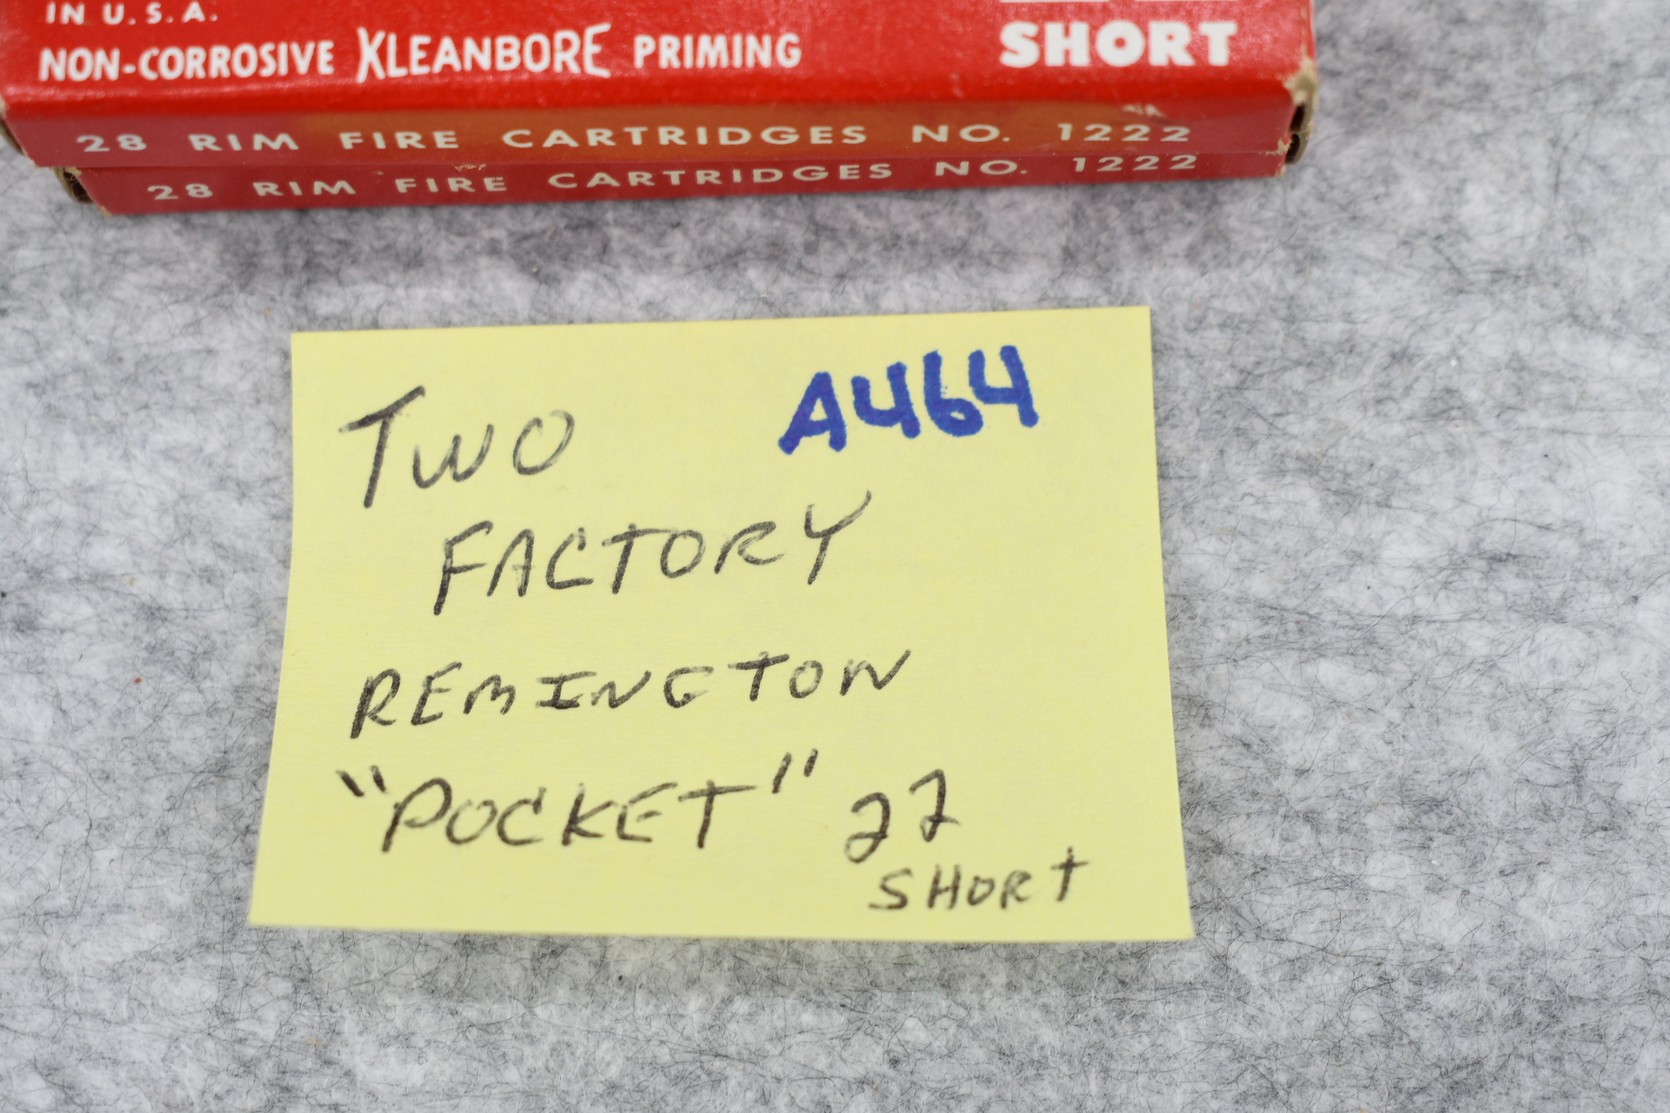 IN U.S.A.
NON-CORROSIVE KLEANBORE PRIMING
SHORT
28 RIM FIRE CARTRIDGES NO. 1222
28 RIM FIRE CARTRIDGES NO. 1222
A464
TWO
FACTORY
REMINGTON
"POCKET" 22
SHORT